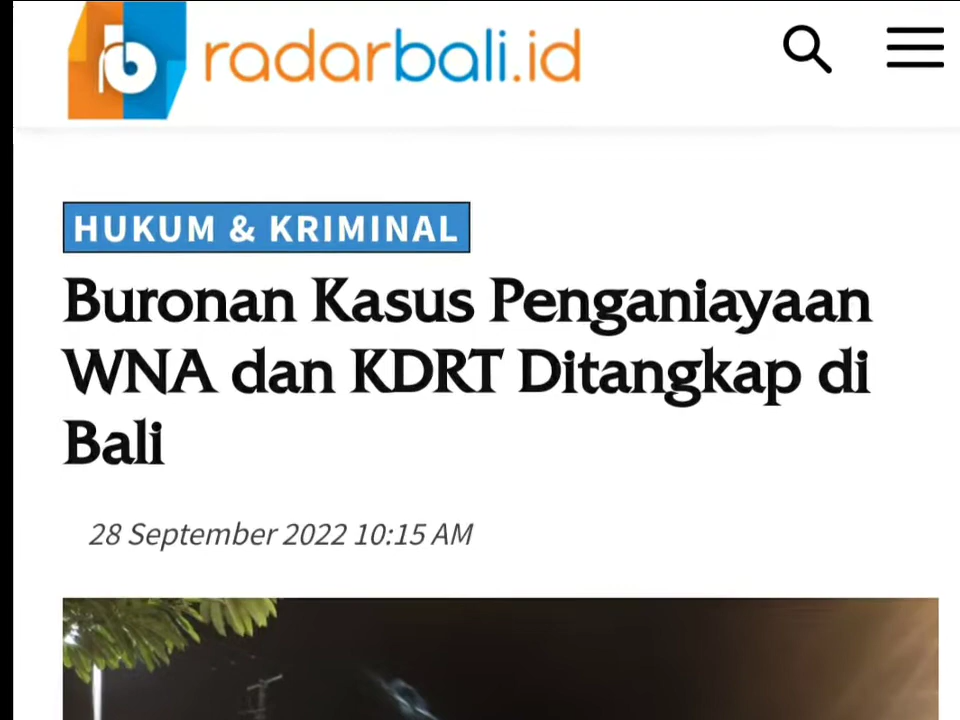 radarbali.id
HUKUM & KRIMINAL
Buronan Kasus Penganiayaan
WNA dan KDRT Ditangkap di
Bali
28 September 2022 10:15 AM